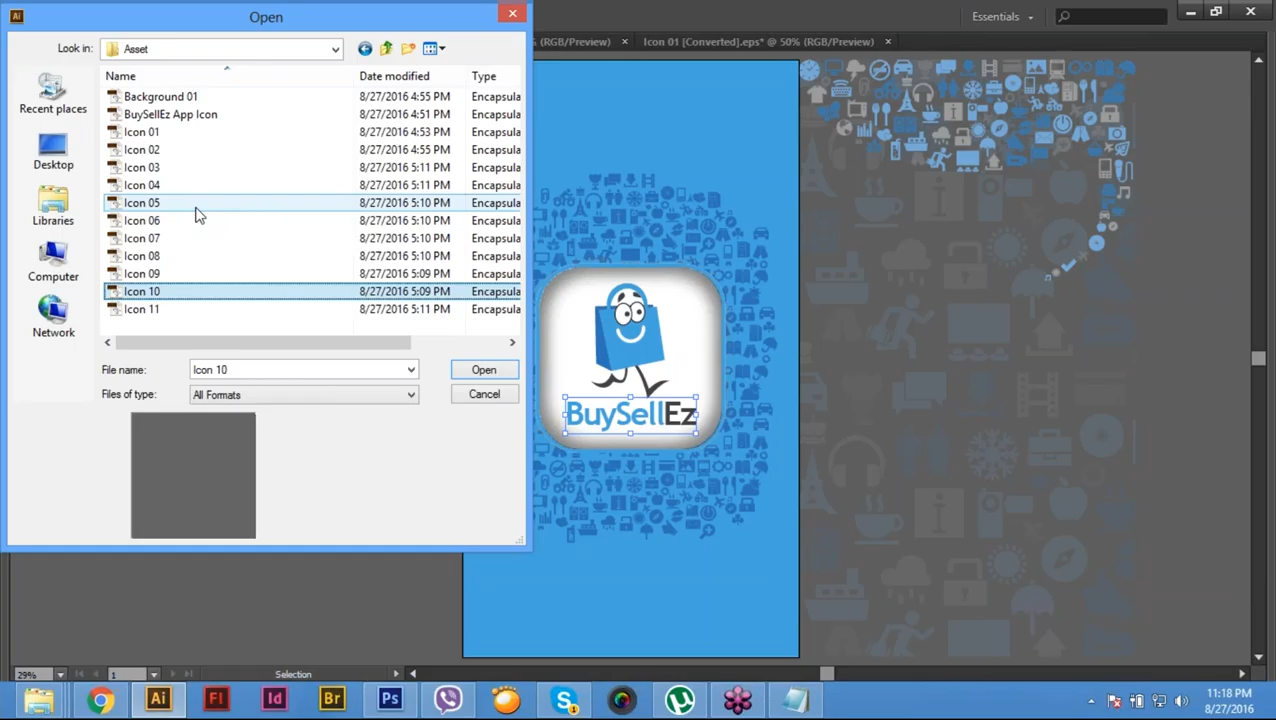 Ai Open
Essentials
Look in: Asset
(RGB/Preview) × Icon 01 [Converted].eps* @ 50% (RGB/Preview) ×
Name Date modified Type
Recent places
Desktop
Libraries
Computer
Network
Background 01 8/27/2016 4:55 PM Encapsula
BuySellEz App Icon 8/27/2016 4:51 PM Encapsula
Icon 01 8/27/2016 4:53 PM Encapsula
Icon 02 8/27/2016 4:55 PM Encapsula
Icon 03 8/27/2016 5:11 PM Encapsula
Icon 04 8/27/2016 5:11 PM Encapsula
Icon 05 8/27/2016 5:10 PM Encapsula
Icon 06 8/27/2016 5:10 PM Encapsula
Icon 07 8/27/2016 5:10 PM Encapsula
Icon 08 8/27/2016 5:10 PM Encapsula
Icon 09 8/27/2016 5:09 PM Encapsula
Icon 10 8/27/2016 5:09 PM Encapsula
Icon 11 8/27/2016 5:11 PM Encapsula
File name: Icon 10 Open
Files of type: All Formats Cancel
BuySellEz
29% 1 Selection
Ai Fl Id Br Ps
11:18 PM
8/27/2016